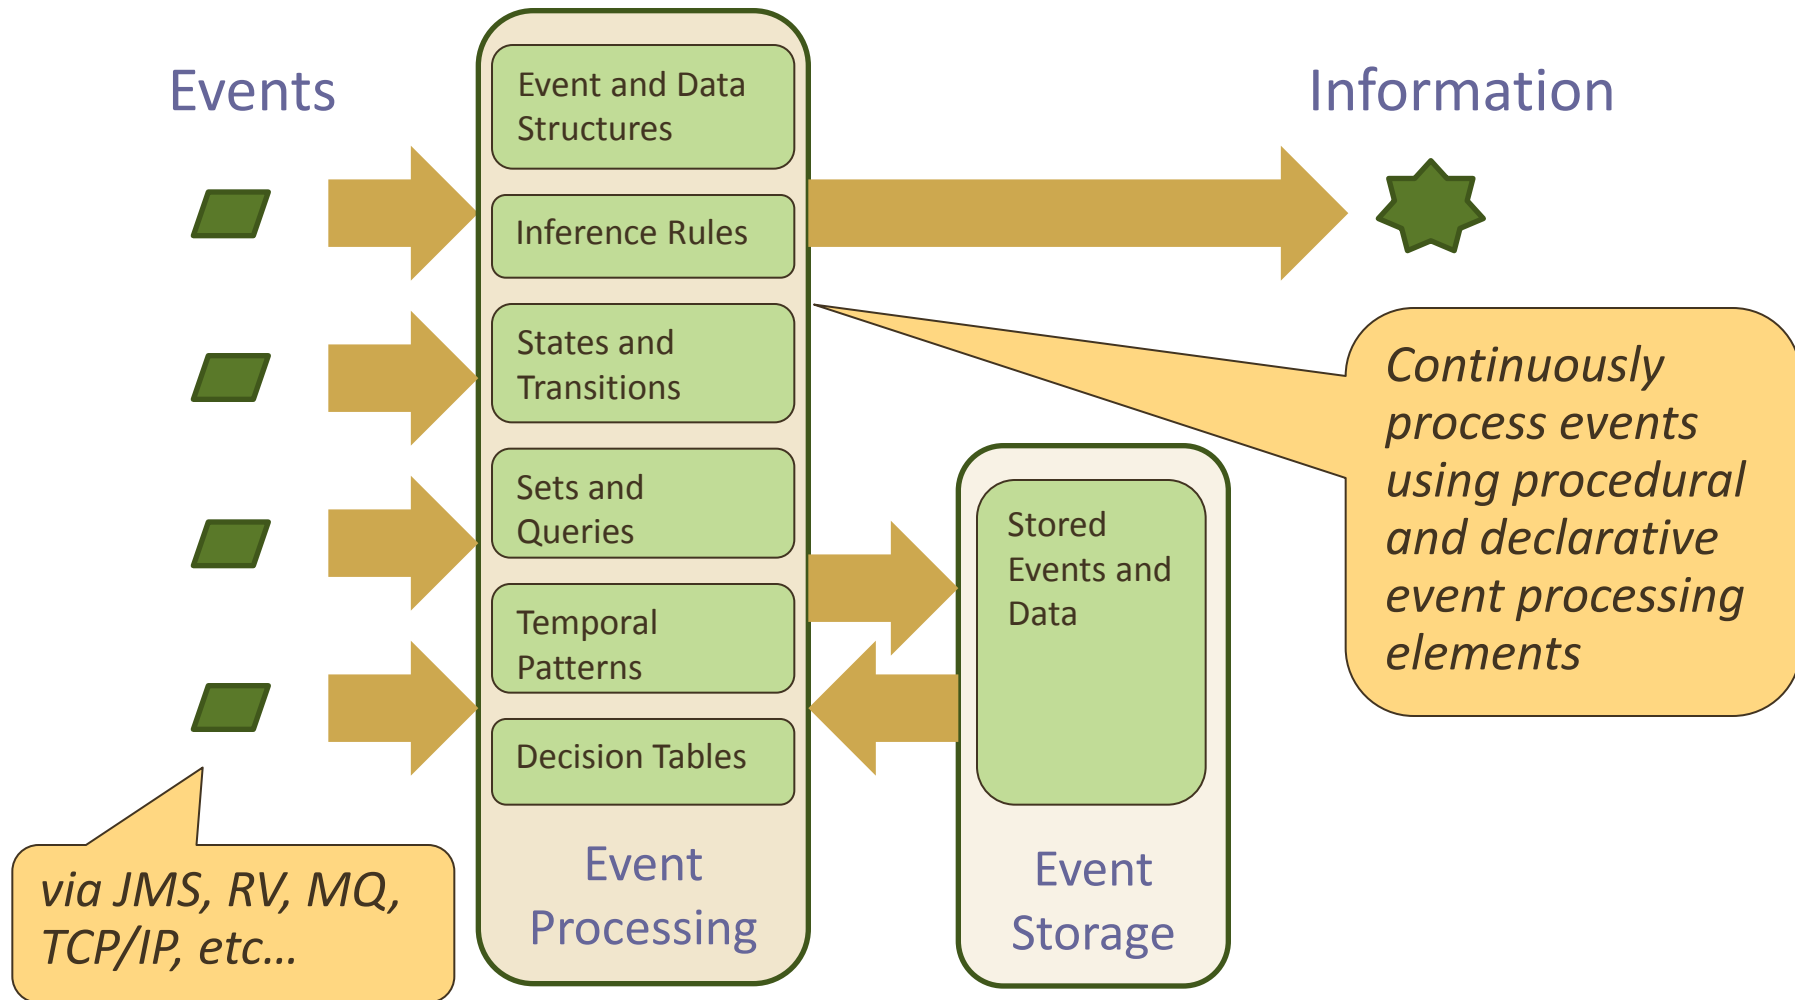 Events
Event and Data
Structures
Inference Rules
States and
Transitions
Sets and
Queries
Temporal
Patterns
Decision Tables
Event
Processing
via JMS, RV, MQ,
TCP/IP, etc…
Stored
Events and
Data
Event
Storage
Information
Continuously
process events
using procedural
and declarative
event processing
elements